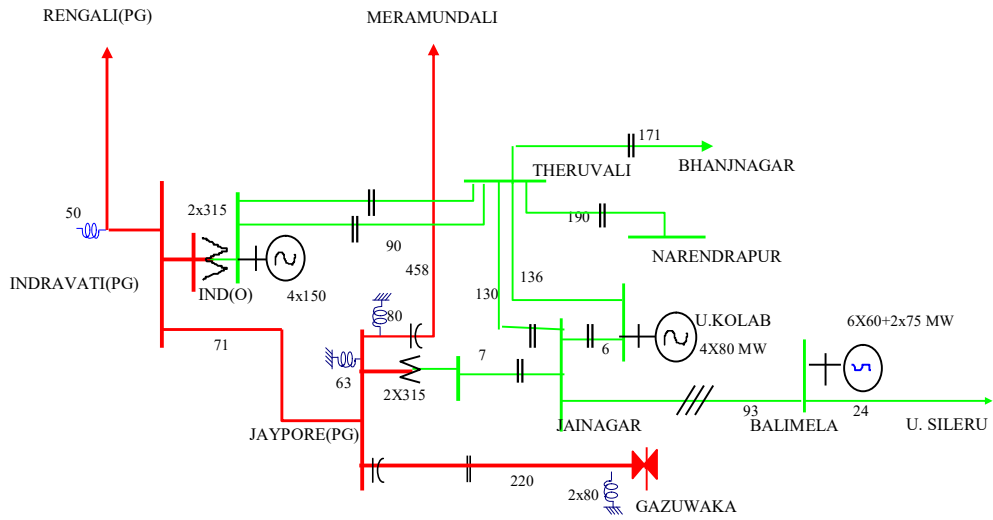 RENGALI(PG)
MERAMUNDALI
171
THERUVALI
BHANJNAGAR
50
2x315
190
90
NARENDRAPUR
INDRAVATI(PG)
IND(O)
4x150
458
136
130
80
U.KOLAB
6X60+2x75 MW
71
7
6
4X80 MW
63
2X315
93
24
JAYPORE(PG)
JAINAGAR
BALIMELA
U. SILERU
220
2x80
GAZUWAKA